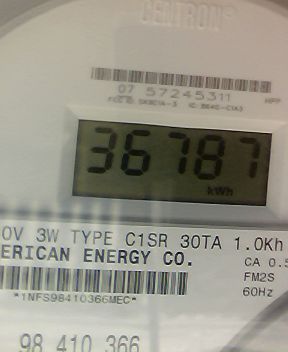 CENTRON®
07 57245311
36787
kWh
0V 3W TYPE C1SR 30TA 1.0Kh
ERICAN ENERGY CO.
CA 0.5
FM2S
*1NFS98410366MEC*
60Hz
98 410 366